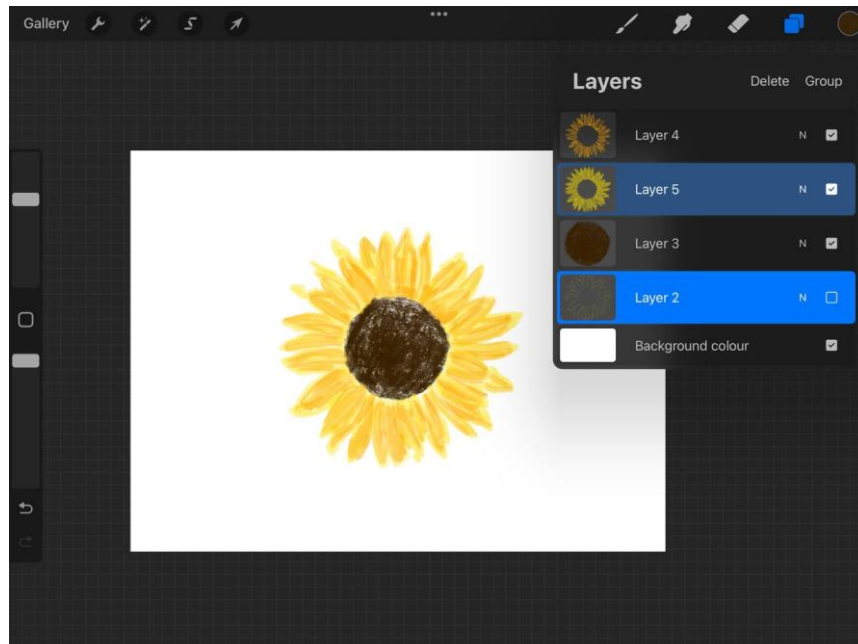 Gallery
Layers Delete Group
Layer 4 N
Layer 5 N
Layer 3 N
Layer 2 N
Background colour